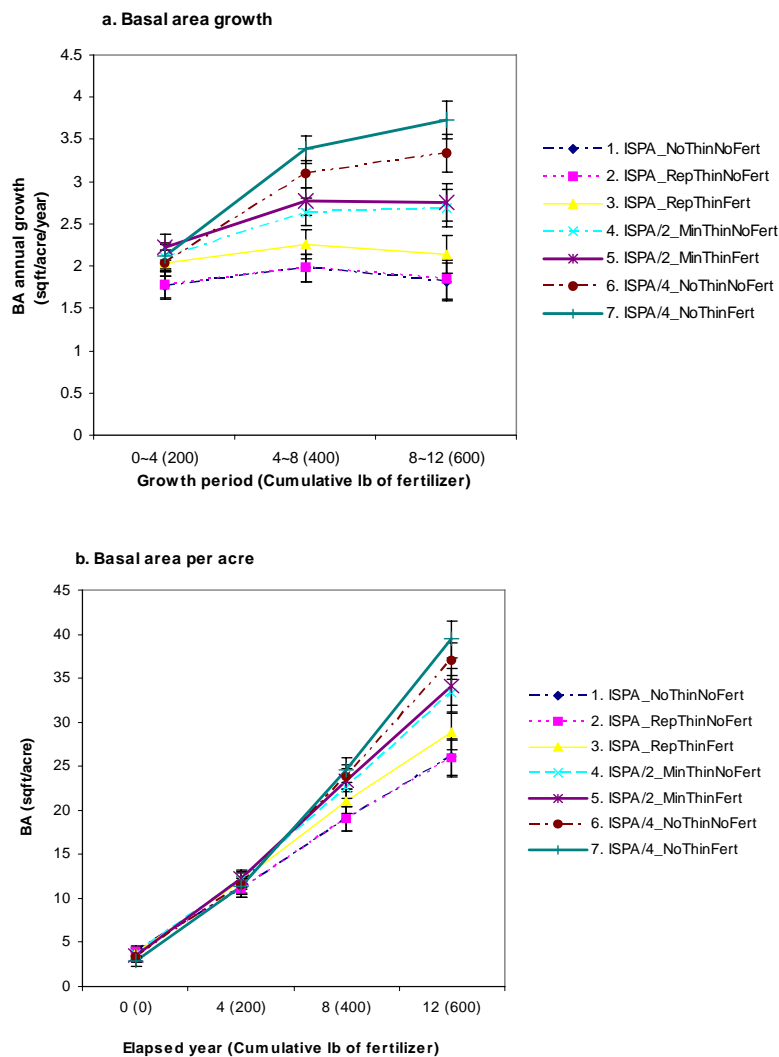 a. Basal area growth
BA annual growth
(sqft/acre/year)
4.5
4
3.5
3
2.5
2
1.5
1
0.5
0
0~4 (200)
4~8 (400)
8~12 (600)
Growth period (Cumulative lb of fertilizer)
1. ISPA_NoThinNoFert
2. ISPA_RepThinNoFert
3. ISPA_RepThinFert
4. ISPA/2_MinThinNoFert
5. ISPA/2_MinThinFert
6. ISPA/4_NoThinNoFert
7. ISPA/4_NoThinFert
b. Basal area per acre
BA (sqft/acre)
45
40
35
30
25
20
15
10
5
0
0 (0)
4 (200)
8 (400)
12 (600)
Elapsed year (Cumulative lb of fertilizer)
1. ISPA_NoThinNoFert
2. ISPA_RepThinNoFert
3. ISPA_RepThinFert
4. ISPA/2_MinThinNoFert
5. ISPA/2_MinThinFert
6. ISPA/4_NoThinNoFert
7. ISPA/4_NoThinFert